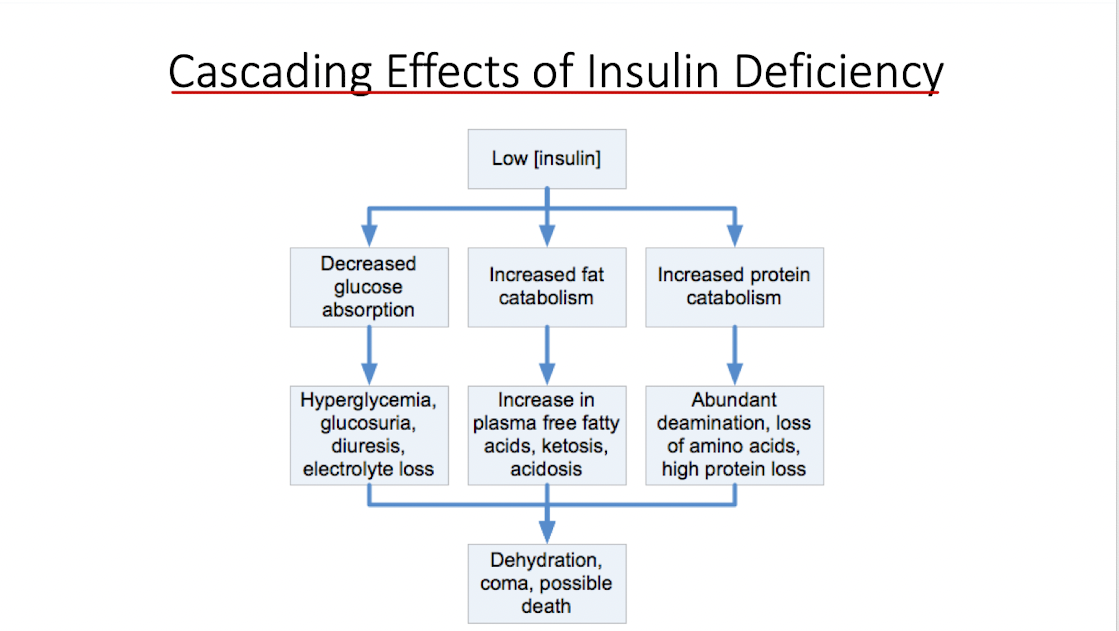 Cascading Effects of Insulin Deficiency
Low [insulin]
Decreased
glucose
absorption
Increased fat
catabolism
Increased protein
catabolism
Hyperglycemia,
glucosuria,
diuresis,
electrolyte loss
Increase in
plasma free fatty
acids, ketosis,
acidosis
Abundant
deamination, loss
of amino acids,
high protein loss
Dehydration,
coma, possible
death